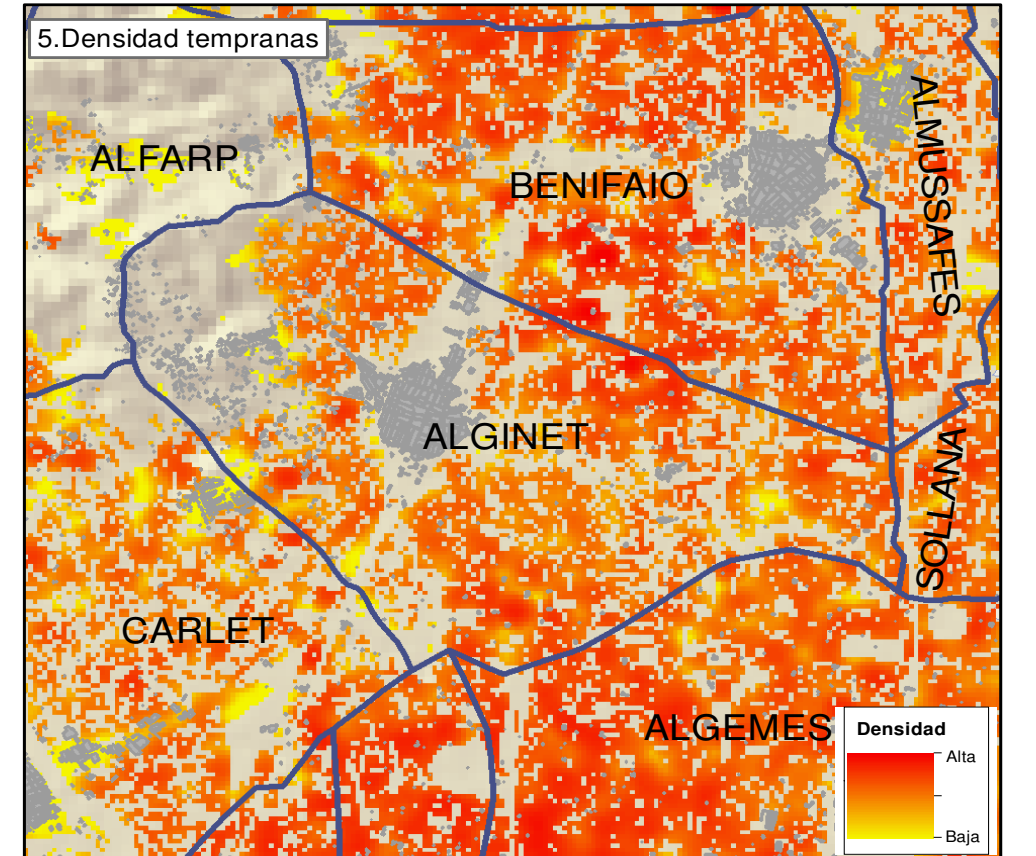 5.Densidad tempranas
ALFARP
BENIFAIO
ALMUSSAFES
ALGINET
SOLLANA
CARLET
ALGEMES
Densidad
Alta
Baja